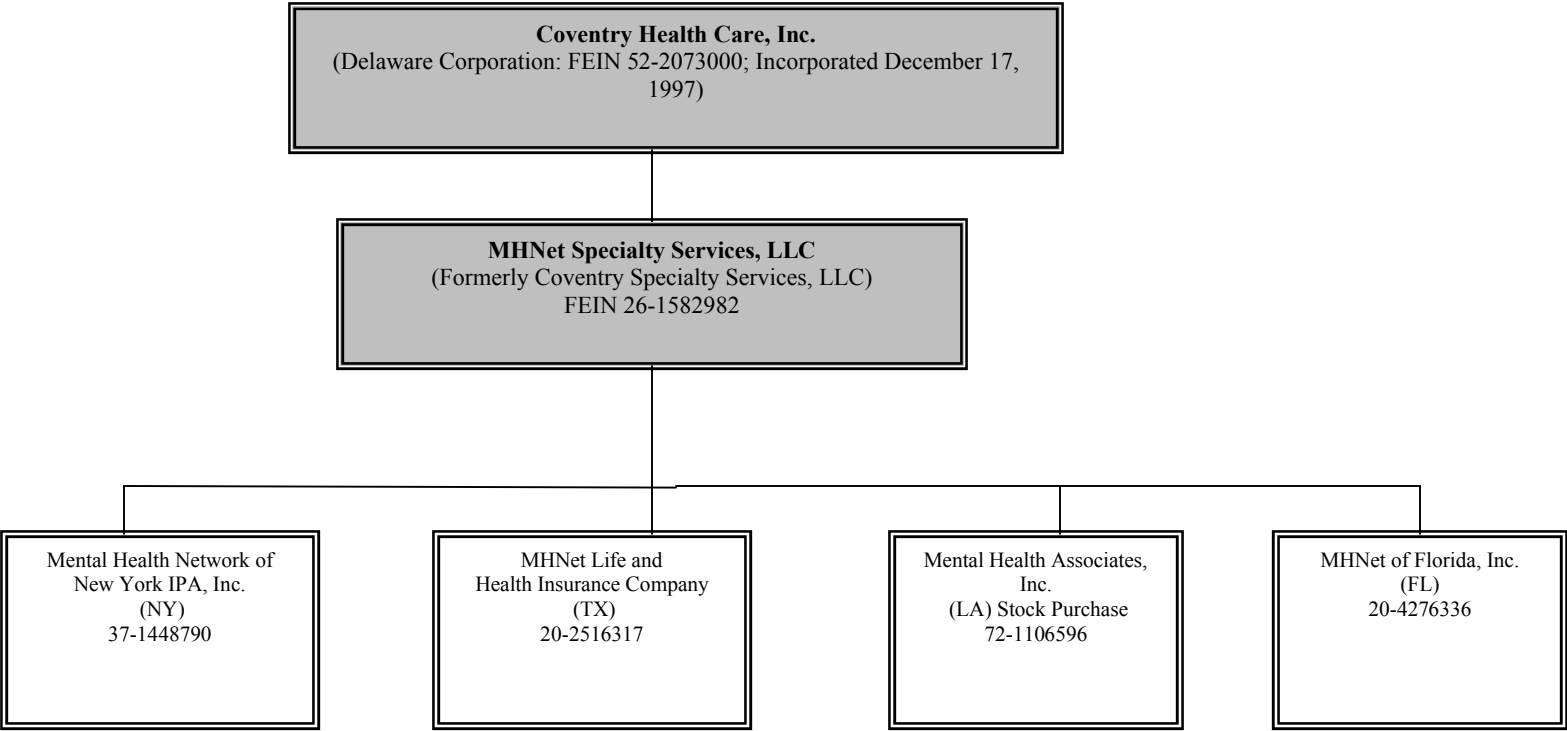 Coventry Health Care, Inc.
(Delaware Corporation: FEIN 52-2073000; Incorporated December 17,
1997)
MHNet Specialty Services, LLC
(Formerly Coventry Specialty Services, LLC)
FEIN 26-1582982
Mental Health Network of
New York IPA, Inc.
(NY)
37-1448790
MHNet Life and
Health Insurance Company
(TX)
20-2516317
Mental Health Associates,
Inc.
(LA) Stock Purchase
72-1106596
MHNet of Florida, Inc.
(FL)
20-4276336